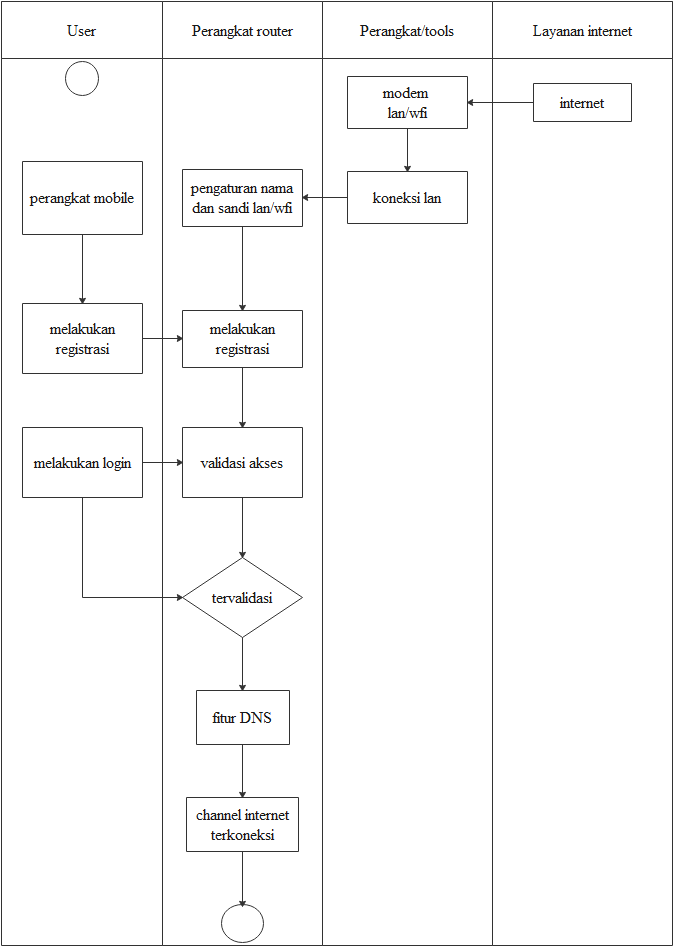 User
Perangkat router
Perangkat/tools
Layanan internet
modem
lan/wfi
internet
perangkat mobile
pengaturan nama
dan sandi lan/wfi
koneksi lan
melakukan
registrasi
melakukan
registrasi
melakukan login
validasi akses
tervalidasi
fitur DNS
channel internet
terkoneksi